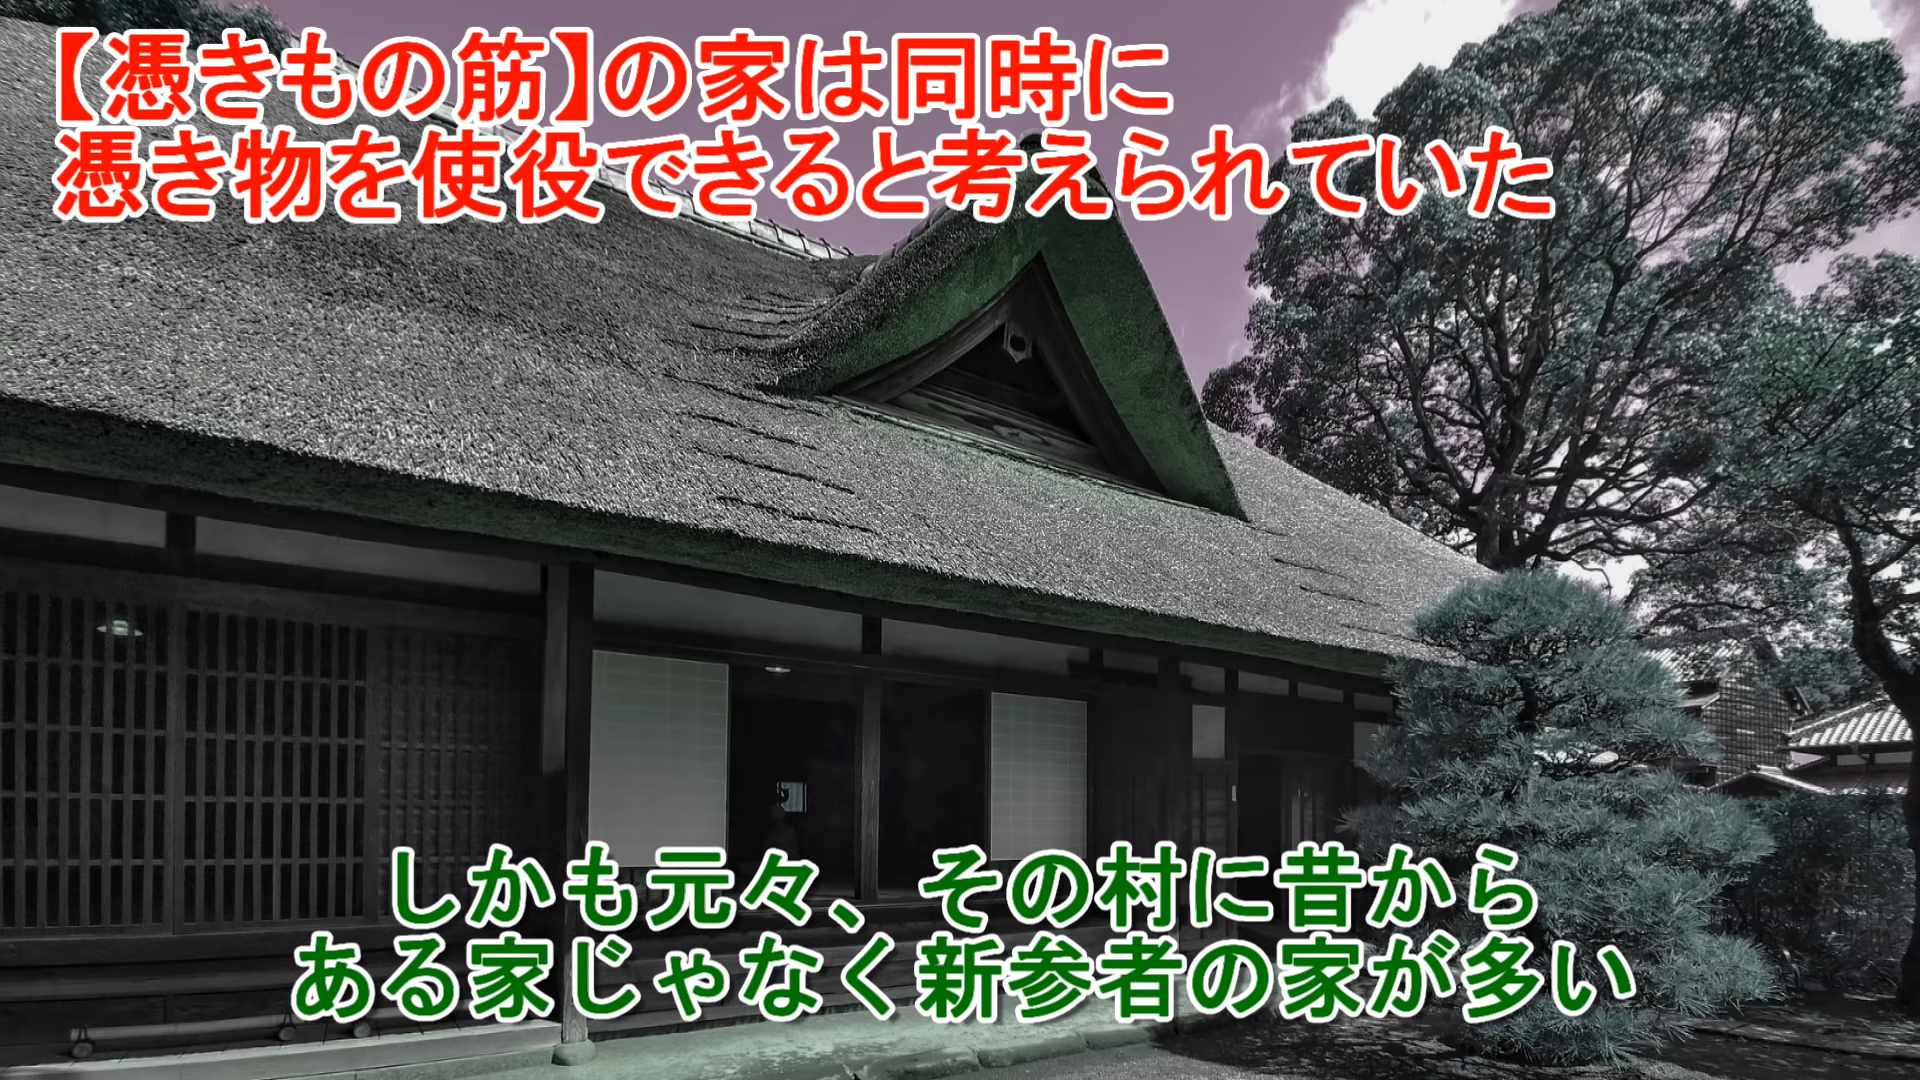 【憑きもの筋】の家は同時に
憑き物を使役できると考えられていた
しかも元々、その村に昔から
ある家じゃなく新参者の家が多い